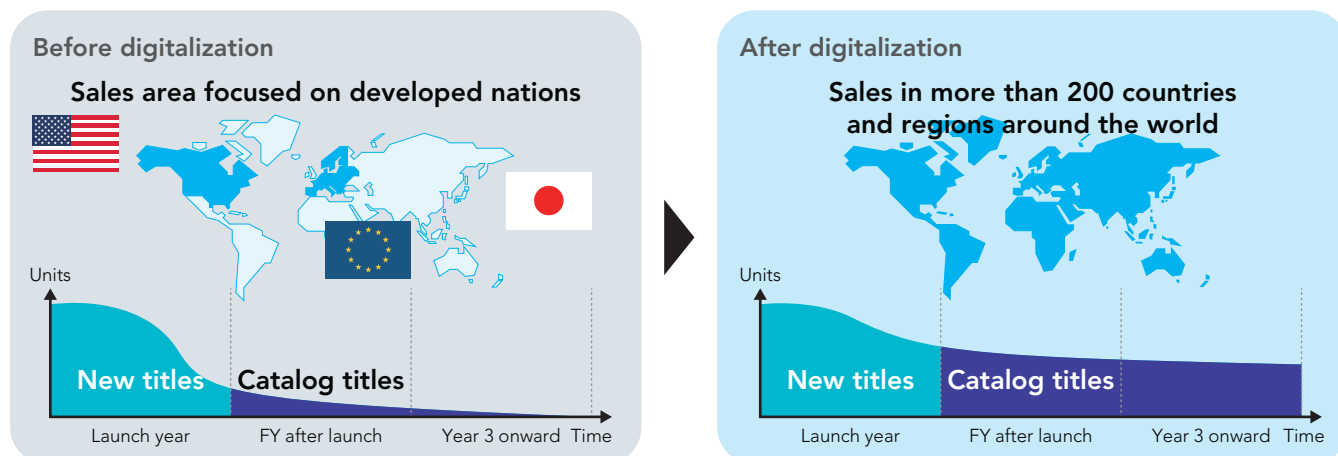 Before digitalization
Sales area focused on developed nations
Units
New titles
Catalog titles
Launch year
FY after launch
Year 3 onward
Time
After digitalization
Sales in more than 200 countries
and regions around the world
Units
New titles
Catalog titles
Launch year
FY after launch
Year 3 onward
Time